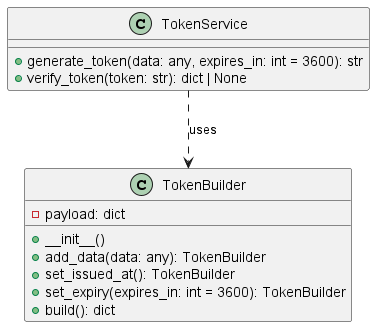 C TokenService
generate_token(data: any, expires_in: int = 3600): str
verify_token(token: str): dict | None
uses
C TokenBuilder
payload: dict
__init__()
add_data(data: any): TokenBuilder
set_issued_at(): TokenBuilder
set_expiry(expires_in: int = 3600): TokenBuilder
build(): dict